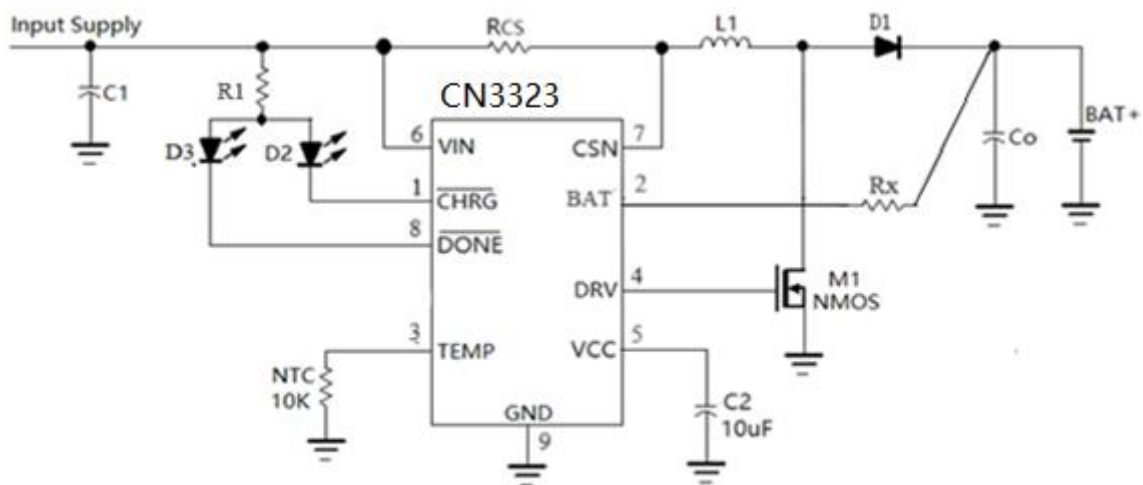 Input Supply
RCS
L1
D1
C1
R1
CN3323
D3
D2
6
VIN
CSN
7
BAT+
Co
1
CHRG
BAT
2
Rx
8
DONE
DRV
4
M1
NMOS
3
TEMP
VCC
5
NTC
10K
GND
9
C2
10uF